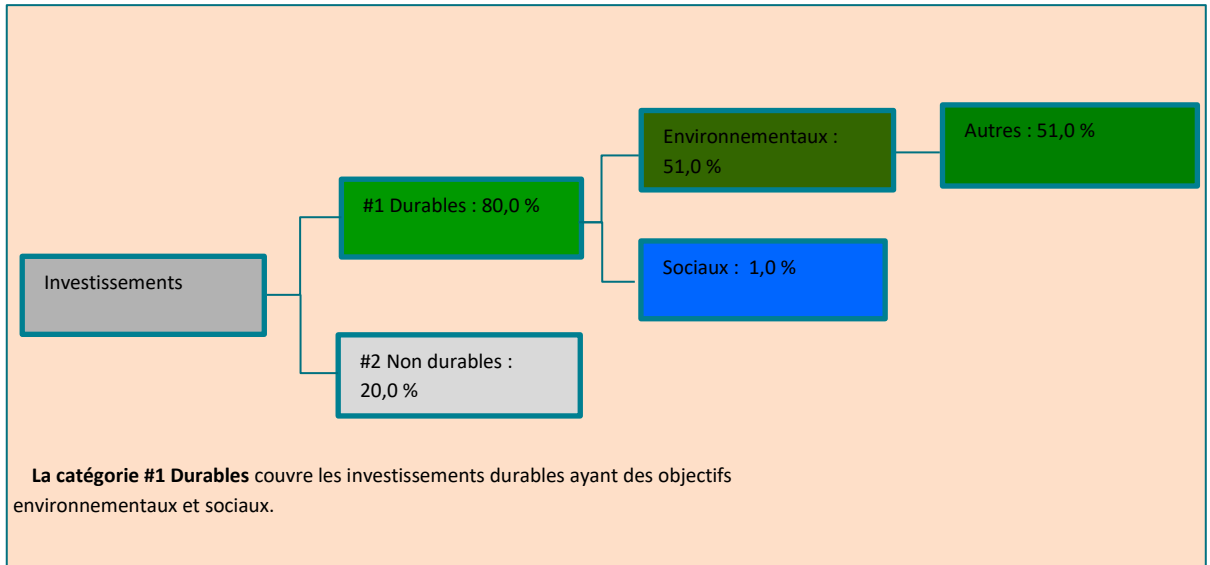 Environnementaux :
51,0 %
Autres : 51,0 %
#1 Durables : 80,0 %
Sociaux :  1,0 %
Investissements
#2 Non durables :
20,0 %
La catégorie #1 Durables couvre les investissements durables ayant des objectifs
environnementaux et sociaux.